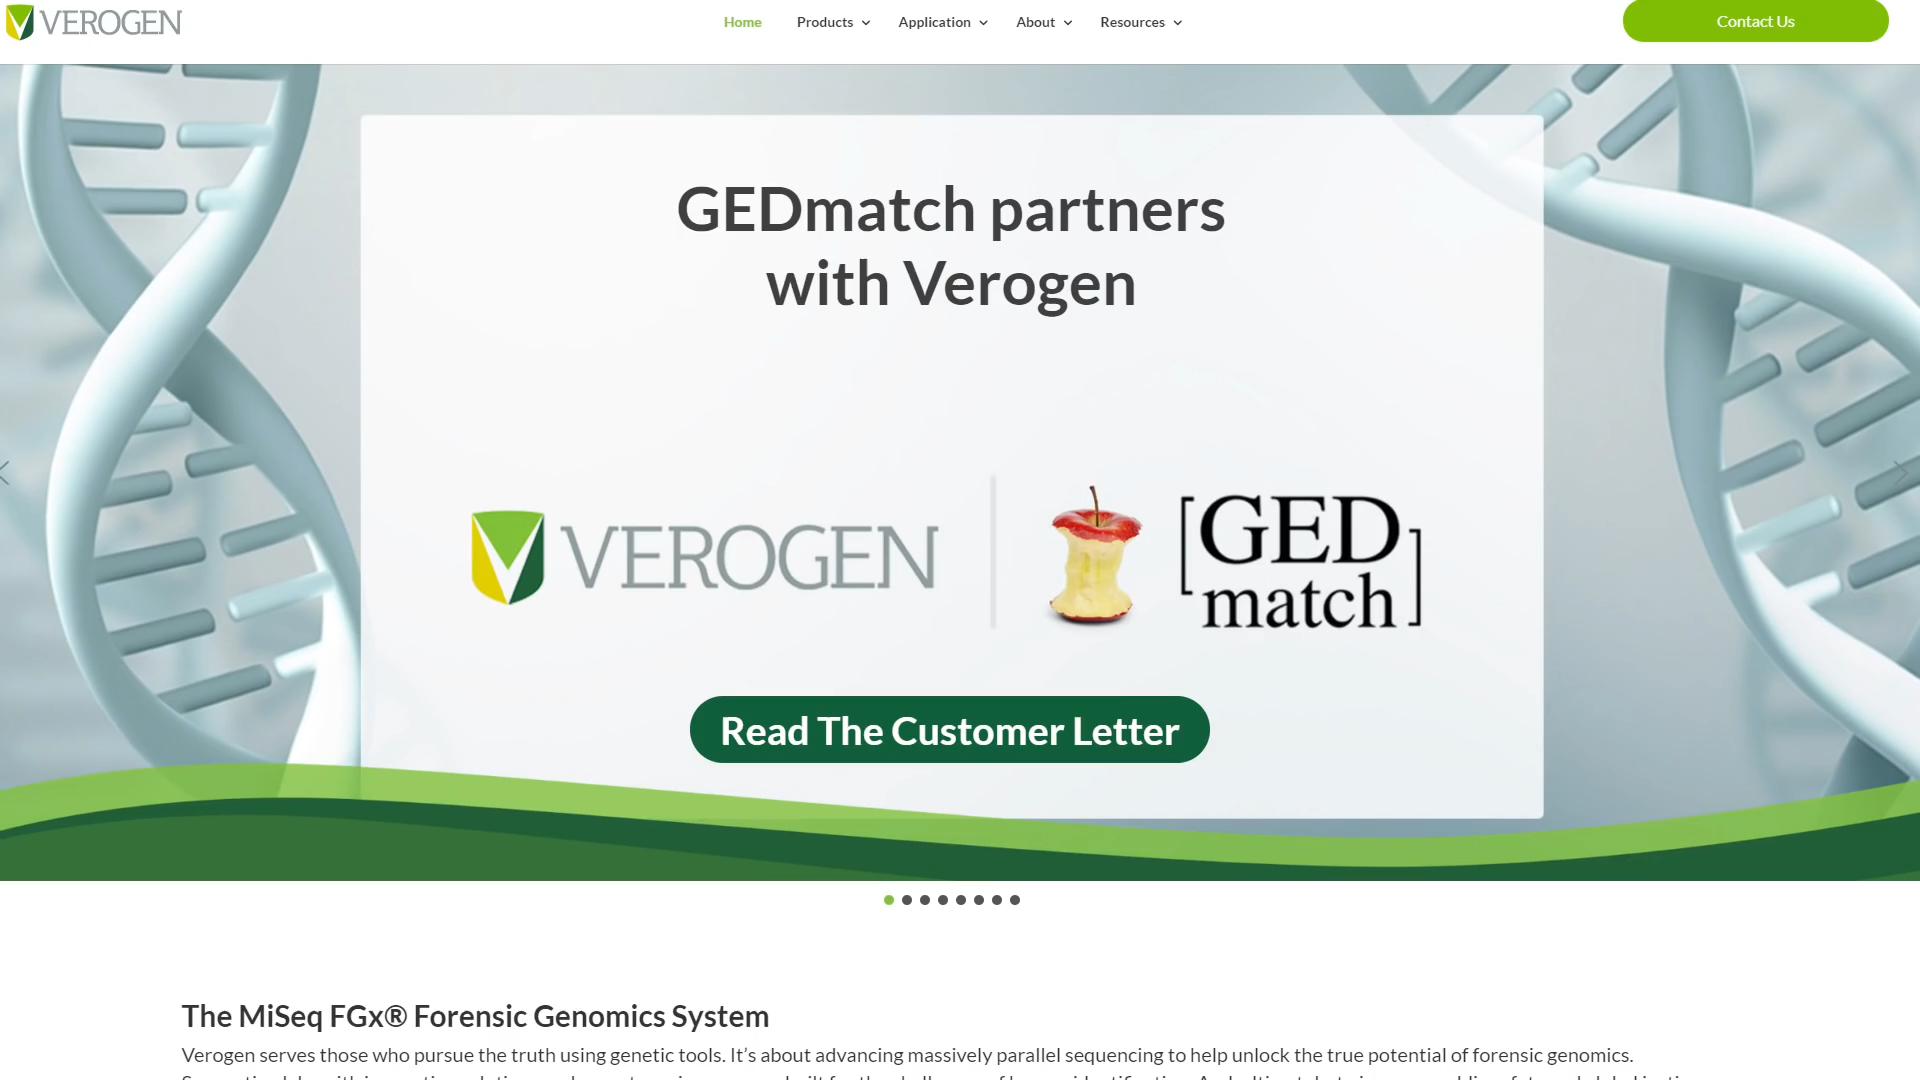 VEROGEN
Home Products Application About Resources
Contact Us
GEDmatch partners
with Verogen
VEROGEN
[GED
match]
Read The Customer Letter
The MiSeq FGx® Forensic Genomics System
Verogen serves those who pursue the truth using genetic tools. It’s about advancing massively parallel sequencing to help unlock the true potential of forensic genomics.